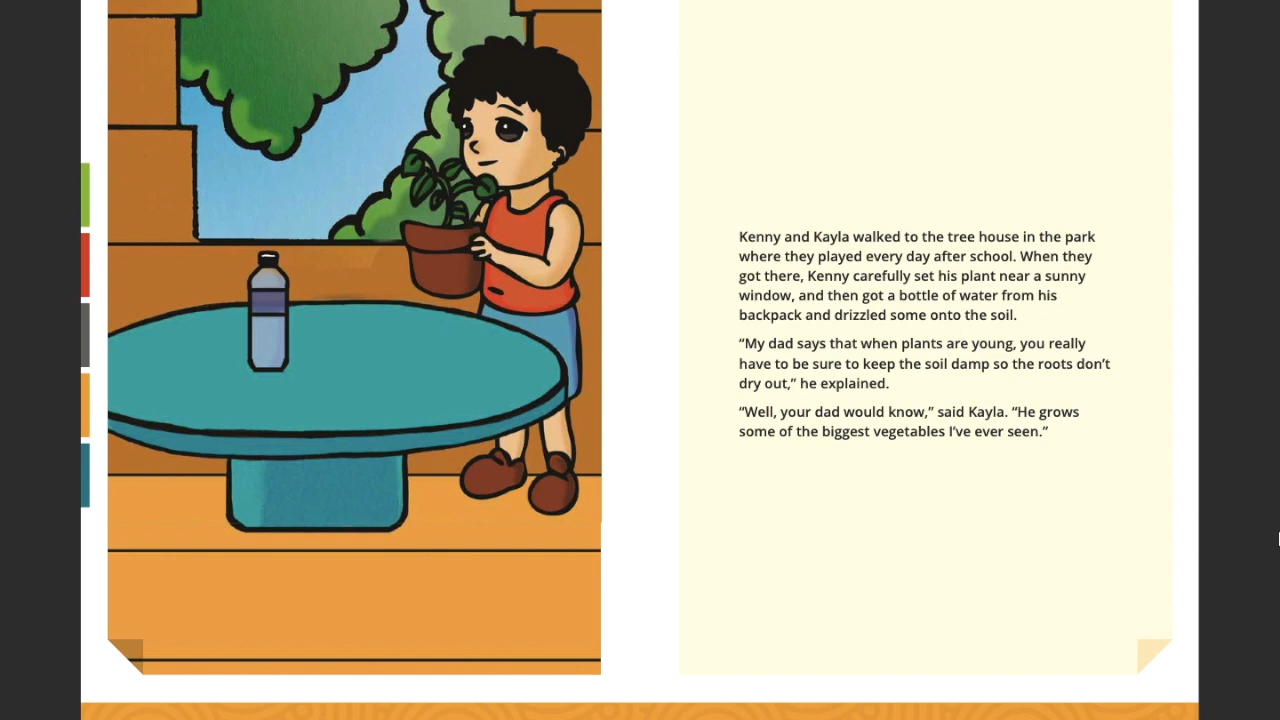 Kenny and Kayla walked to the tree house in the park
where they played every day after school. When they
got there, Kenny carefully set his plant near a sunny
window, and then got a bottle of water from his
backpack and drizzled some onto the soil.
“My dad says that when plants are young, you really
have to be sure to keep the soil damp so the roots don’t
dry out,” he explained.
“Well, your dad would know,” said Kayla. “He grows
some of the biggest vegetables I’ve ever seen.”